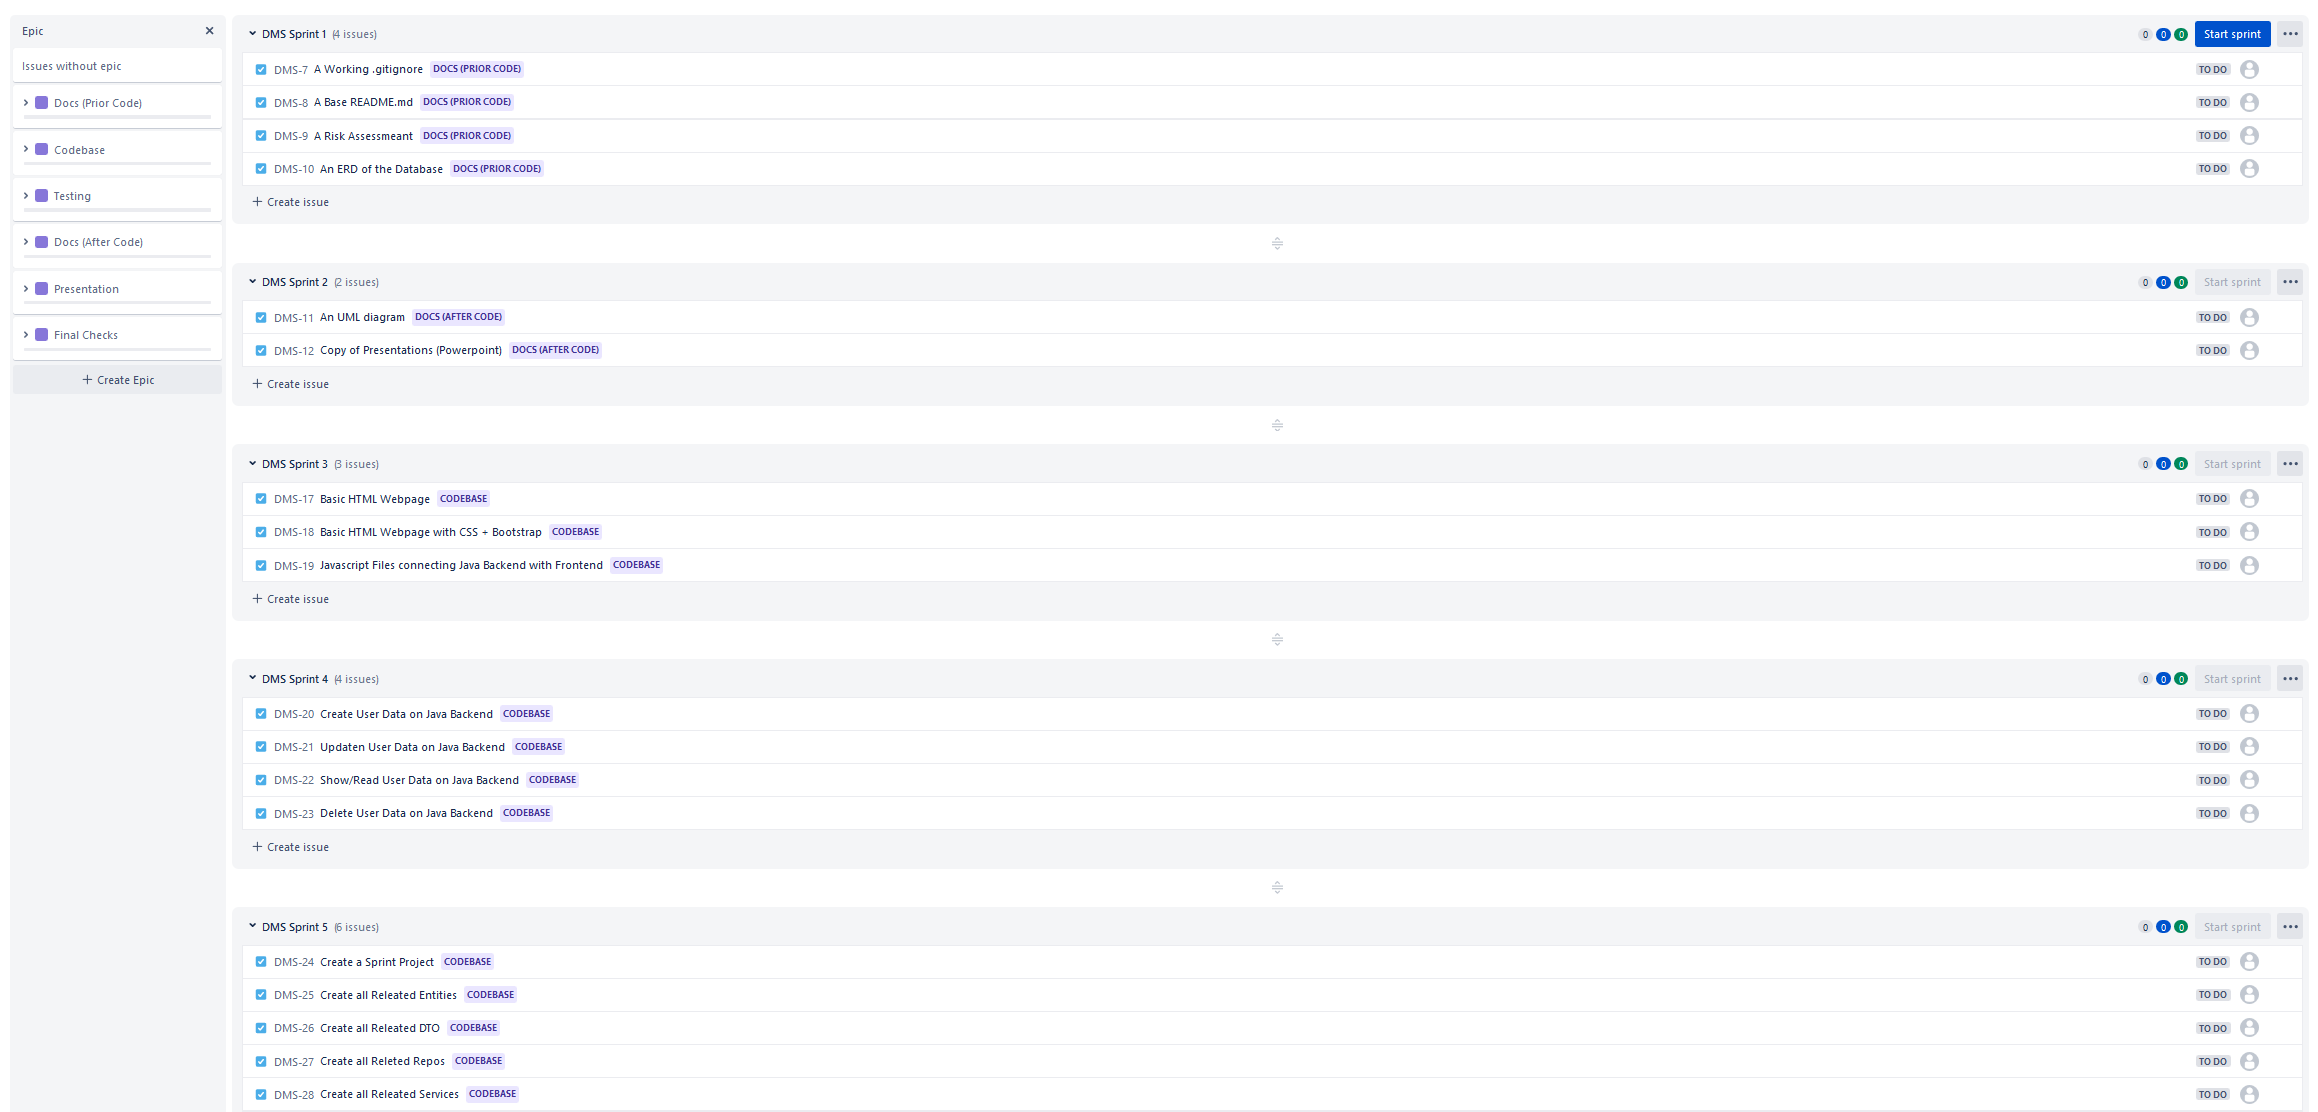 Epic
Issues without epic
Docs (Prior Code)
Codebase
Testing
Docs (After Code)
Presentation
Final Checks
Create Epic
DMS Sprint 1 (4 issues) 0 0 0 Start sprint
DMS-7 A Working .gitignore DOCS (PRIOR CODE) TO DO
DMS-8 A Base README.md DOCS (PRIOR CODE) TO DO
DMS-9 A Risk Assessmeant DOCS (PRIOR CODE) TO DO
DMS-10 An ERD of the Database DOCS (PRIOR CODE) TO DO
Create issue
DMS Sprint 2 (2 issues) 0 0 0 Start sprint
DMS-11 An UML diagram DOCS (AFTER CODE) TO DO
DMS-12 Copy of Presentations (Powerpoint) DOCS (AFTER CODE) TO DO
Create issue
DMS Sprint 3 (3 issues) 0 0 0 Start sprint
DMS-17 Basic HTML Webpage CODEBASE TO DO
DMS-18 Basic HTML Webpage with CSS + Bootstrap CODEBASE TO DO
DMS-19 Javascript Files connecting Java Backend with Frontend CODEBASE TO DO
Create issue
DMS Sprint 4 (4 issues) 0 0 0 Start sprint
DMS-20 Create User Data on Java Backend CODEBASE TO DO
DMS-21 Updaten User Data on Java Backend CODEBASE TO DO
DMS-22 Show/Read User Data on Java Backend CODEBASE TO DO
DMS-23 Delete User Data on Java Backend CODEBASE TO DO
Create issue
DMS Sprint 5 (6 issues) 0 0 0 Start sprint
DMS-24 Create a Sprint Project CODEBASE TO DO
DMS-25 Create all Releated Entities CODEBASE TO DO
DMS-26 Create all Releated DTO CODEBASE TO DO
DMS-27 Create all Releted Repos CODEBASE TO DO
DMS-28 Create all Releated Services CODEBASE TO DO